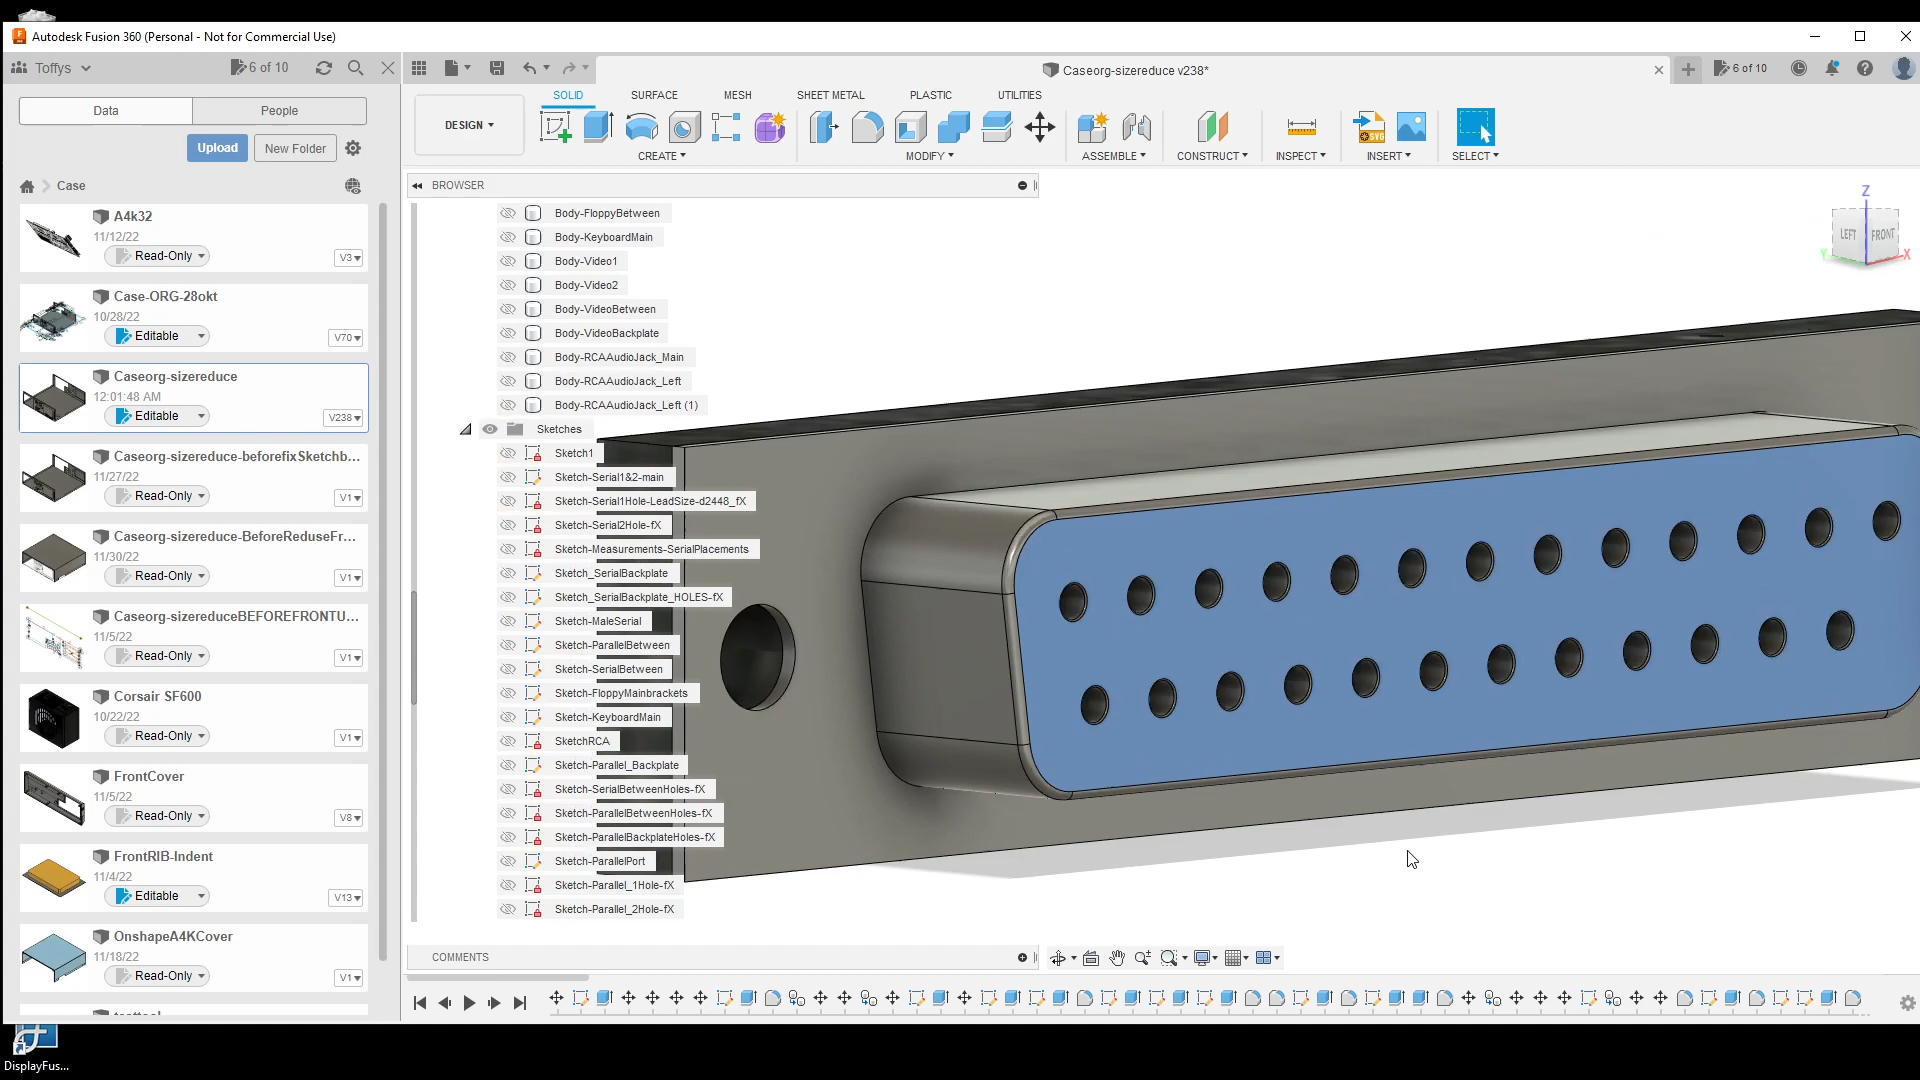 Autodesk Fusion 360 (Personal - Not for Commercial Use)
Toffys
6 of 10
Caseorg-sizereduce v238*
6 of 10
Data
People
Upload
New Folder
Case
A4k32
11/12/22
Read-Only
V3
Case-ORG-28okt
10/28/22
Editable
V70
Caseorg-sizereduce
12:01:48 AM
Editable
V238
Caseorg-sizereduce-beforefixSketchb...
11/27/22
Read-Only
V1
Caseorg-sizereduce-BeforeReduseFr...
11/30/22
Read-Only
V1
Caseorg-sizereduceBEFOREFRONTU...
11/5/22
Read-Only
V1
Corsair SF600
10/22/22
Read-Only
V1
FrontCover
11/5/22
Read-Only
V8
FrontRIB-Indent
11/4/22
Editable
V13
OnshapeA4KCover
11/18/22
Read-Only
V1
DESIGN
SOLID
SURFACE
MESH
SHEET METAL
PLASTIC
UTILITIES
CREATE
MODIFY
ASSEMBLE
CONSTRUCT
INSPECT
INSERT
SELECT
SVG
BROWSER
Body-FloppyBetween
Body-KeyboardMain
Body-Video1
Body-Video2
Body-VideoBetween
Body-VideoBackplate
Body-RCAAudioJack_Main
Body-RCAAudioJack_Left
Body-RCAAudioJack_Left (1)
Sketches
Sketch1
Sketch-Serial1&2-main
Sketch-Serial1Hole-LeadSize-d2448_fX
Sketch-Serial2Hole-fX
Sketch-Measurements-SerialPlacements
Sketch_SerialBackplate
Sketch_SerialBackplate_HOLES-fX
Sketch-MaleSerial
Sketch-ParallelBetween
Sketch-SerialBetween
Sketch-FloppyMainbrackets
Sketch-KeyboardMain
SketchRCA
Sketch-Parallel_Backplate
Sketch-SerialBetweenHoles-fX
Sketch-ParallelBetweenHoles-fX
Sketch-ParallelBackplateHoles-fX
Sketch-ParallelPort
Sketch-Parallel_1Hole-fX
Sketch-Parallel_2Hole-fX
Z
LEFT
FRONT
Y
X
COMMENTS
DisplayFus...